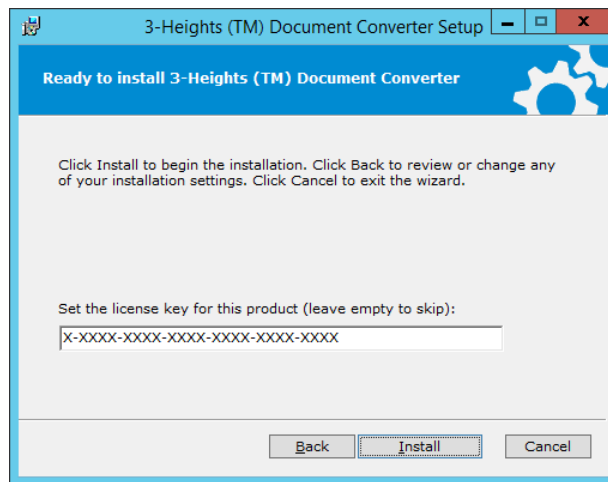 3-Heights (TM) Document Converter Setup
Ready to install 3-Heights (TM) Document Converter
Click Install to begin the installation. Click Back to review or change any
of your installation settings. Click Cancel to exit the wizard.
Set the license key for this product (leave empty to skip):
X-XXXX-XXXX-XXXX-XXXX-XXXX-XXXX
Back Install Cancel